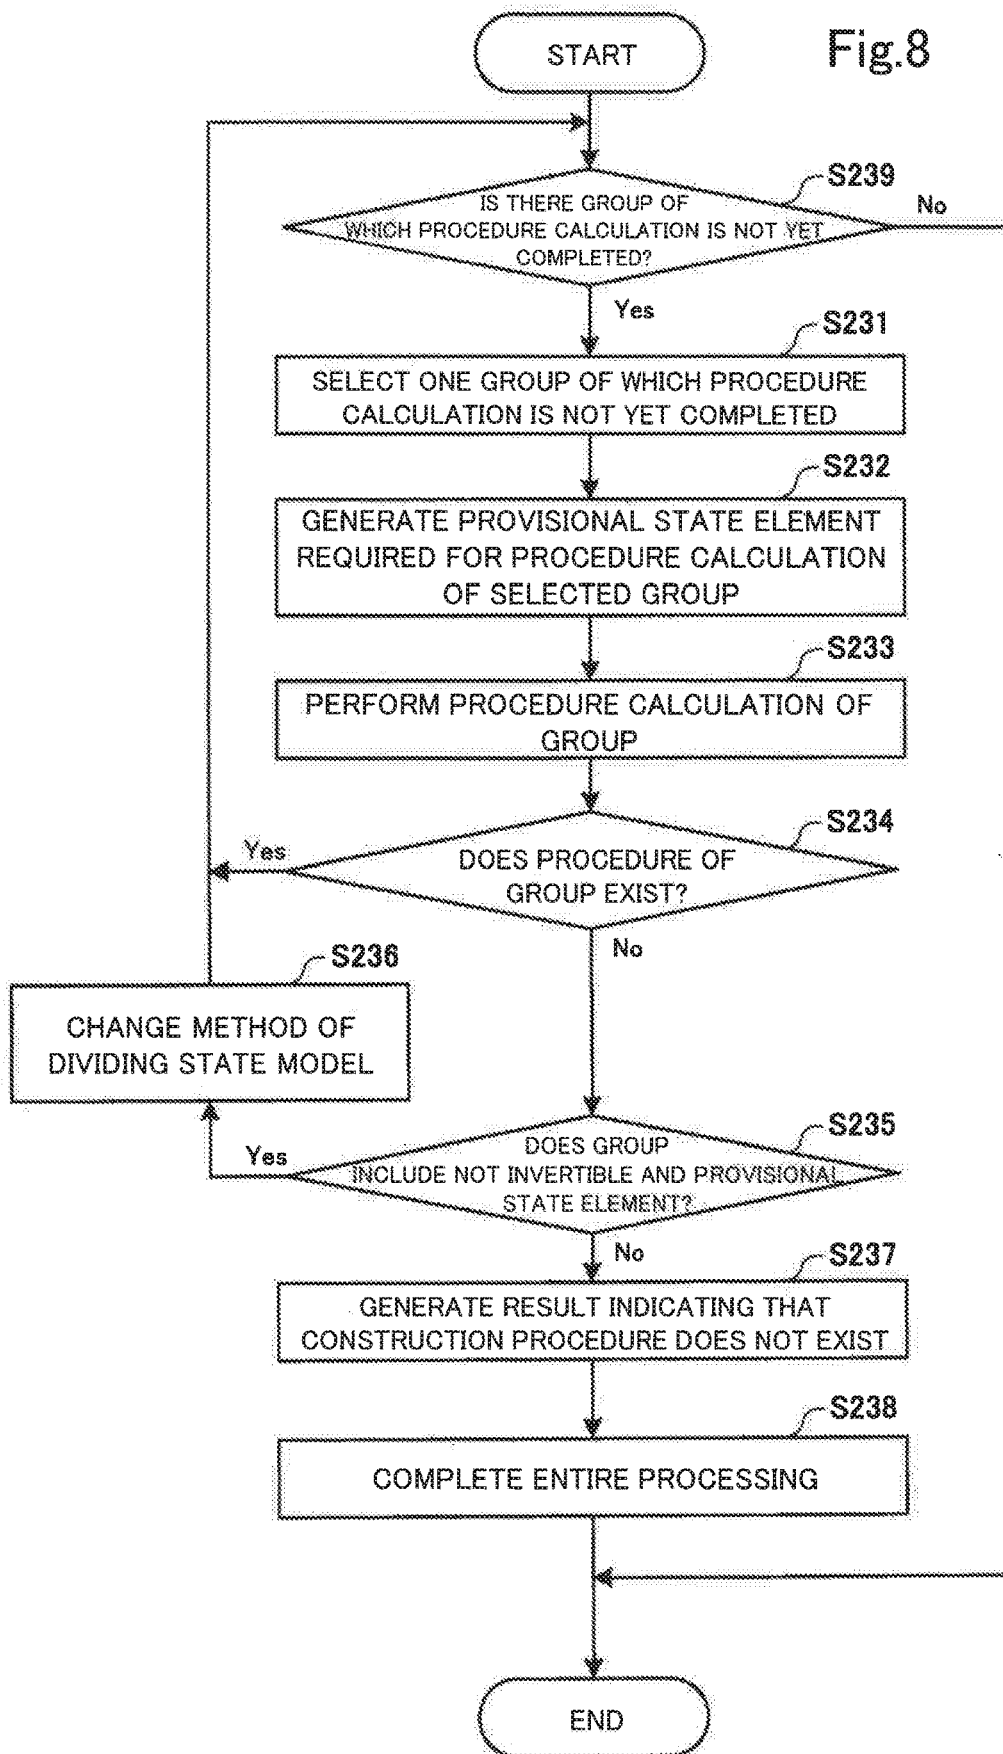 Fig.8
START
S239
IS THERE GROUP OF
WHICH PROCEDURE CALCULATION IS NOT YET
COMPLETED?
No
Yes
S231
SELECT ONE GROUP OF WHICH PROCEDURE
CALCULATION IS NOT YET COMPLETED
S232
GENERATE PROVISIONAL STATE ELEMENT
REQUIRED FOR PROCEDURE CALCULATION
OF SELECTED GROUP
S233
PERFORM PROCEDURE CALCULATION OF
GROUP
S234
DOES PROCEDURE OF
GROUP EXIST?
Yes
No
S236
CHANGE METHOD OF
DIVIDING STATE MODEL
S235
DOES GROUP
INCLUDE NOT INVERTIBLE AND PROVISIONAL
STATE ELEMENT?
Yes
No
S237
GENERATE RESULT INDICATING THAT
CONSTRUCTION PROCEDURE DOES NOT EXIST
S238
COMPLETE ENTIRE PROCESSING
END